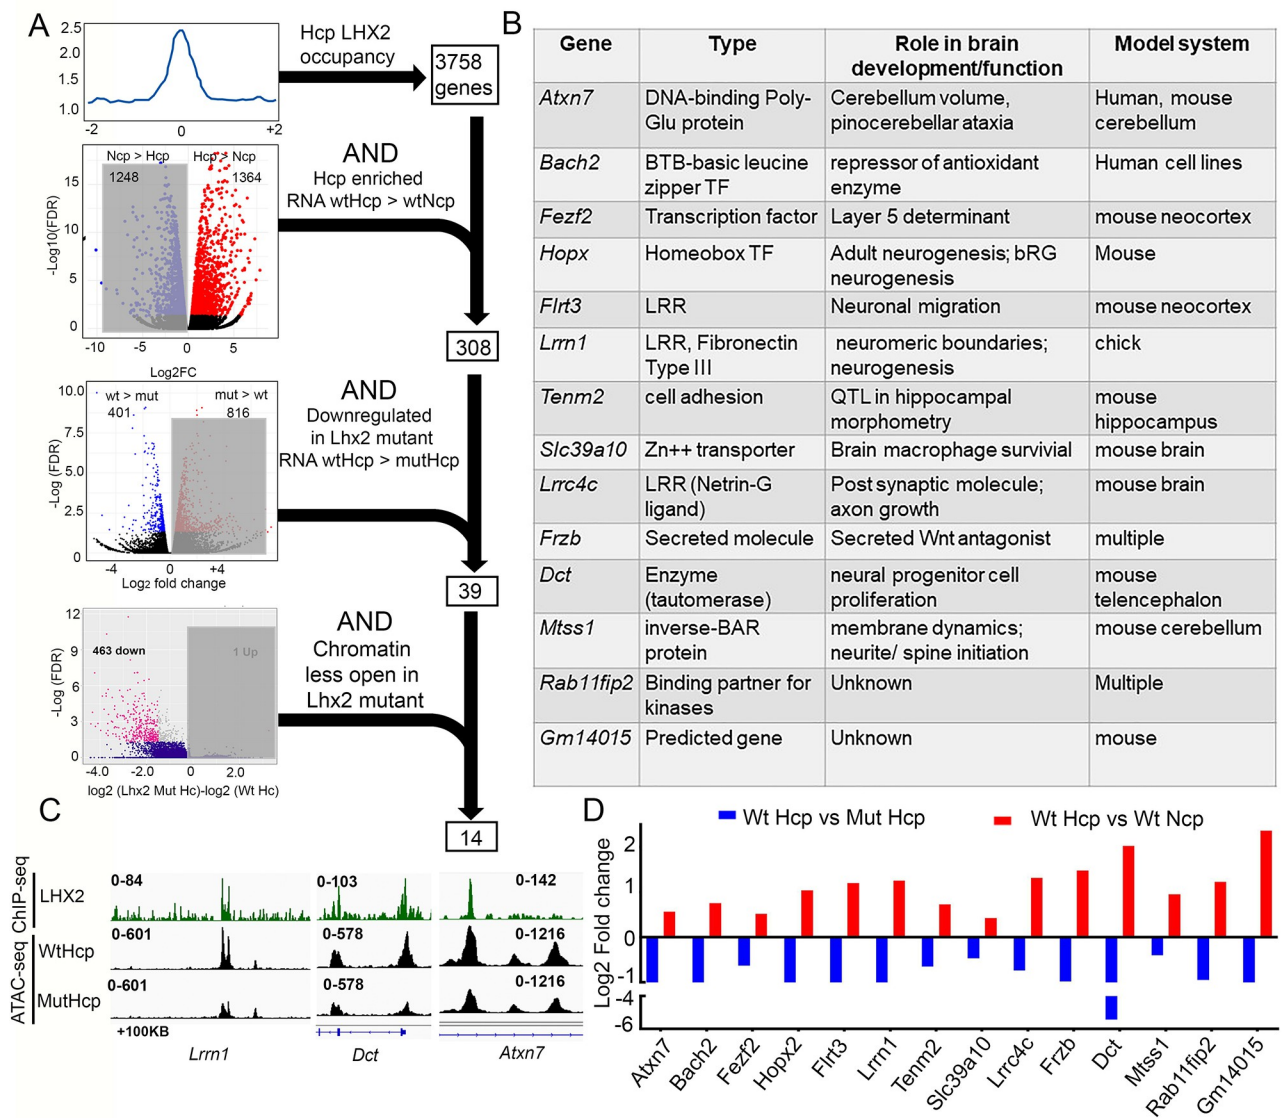 A
2.5
2.0
1.5
1.0
-2
0
+2
Hcp LHX2
occupancy
3758
genes
Ncp > Hcp
Hcp > Ncp
1248
1364
15
10
5
0
-Log10(FDR)
-10
-5
0
5
Log2FC
AND
Hcp enriched
RNA wtHcp > wtNcp
308
10.0
7.5
5.0
2.5
0
-Log (FDR)
wt > mut
401
mut > wt
816
-4
0
+4
Log2 fold change
AND
Downregulated
in Lhx2 mutant
RNA wtHcp > mutHcp
39
12
9
6
3
0
-Log (FDR)
463 down
1 Up
-4.0
-2.0
0
2.0
log2 (Lhx2 Mut Hc)-log2 (Wt Hc)
AND
Chromatin
less open in
Lhx2 mutant
14
B
Gene
Type
Role in brain
development/function
Model system
Atxn7
DNA-binding Poly-
Glu protein
Cerebellum volume,
pinocerebellar ataxia
Human, mouse
cerebellum
Bach2
BTB-basic leucine
zipper TF
repressor of antioxidant
enzyme
Human cell lines
Fezf2
Transcription factor
Layer 5 determinant
mouse neocortex
Hopx
Homeobox TF
Adult neurogenesis; bRG
neurogenesis
Mouse
Flrt3
LRR
Neuronal migration
mouse neocortex
Lrrn1
LRR, Fibronectin
Type III
neuromeric boundaries;
neurogenesis
chick
Tenm2
cell adhesion
QTL in hippocampal
morphometry
mouse
hippocampus
Slc39a10
Zn++ transporter
Brain macrophage survivial
mouse brain
Lrrc4c
LRR (Netrin-G
ligand)
Post synaptic molecule;
axon growth
mouse brain
Frzb
Secreted molecule
Secreted Wnt antagonist
multiple
Dct
Enzyme
(tautomerase)
neural progenitor cell
proliferation
mouse
telencephalon
Mtss1
inverse-BAR
protein
membrane dynamics;
neurite/ spine initiation
mouse cerebellum
Rab11fip2
Binding partner for
kinases
Unknown
Multiple
Gm14015
Predicted gene
Unknown
mouse
C
ChIP-seq
LHX2
0-84
0-103
0-142
ATAC-seq
WtHcp
0-601
0-578
0-1216
MutHcp
0-601
0-578
0-1216
+100KB
Lrrn1
Dct
Atxn7
D
Wt Hcp vs Mut Hcp
Wt Hcp vs Wt Ncp
Log2 Fold change
2
1
0
-1
-4
-6
Atxn7
Bach2
Fezf2
Hopx2
Flrt3
Lrrn1
Tenm2
Slc39a10
Lrrc4c
Frzb
Dct
Mtss1
Rab11fip2
Gm14015